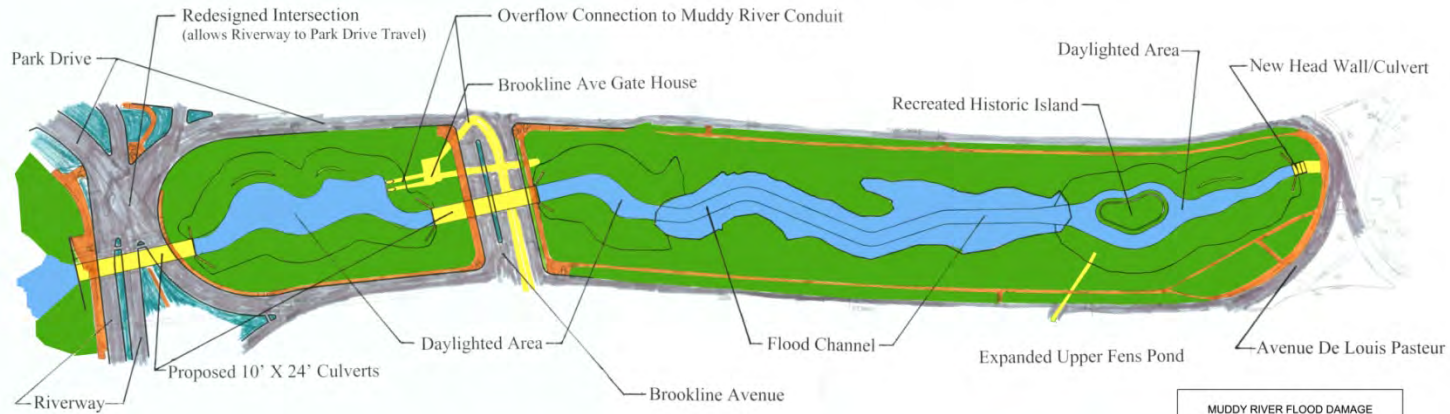 Redesigned Intersection
(allows Riverway to Park Drive Travel)
Overflow Connection to Muddy River Conduit
Park Drive
Brookline Ave Gate House
Daylighted Area
New Head Wall/Culvert
Recreated Historic Island
Daylighted Area
Flood Channel
Expanded Upper Fens Pond
Avenue De Louis Pasteur
Proposed 10' X 24' Culverts
Brookline Avenue
Riverway
MUDDY RIVER FLOOD DAMAGE